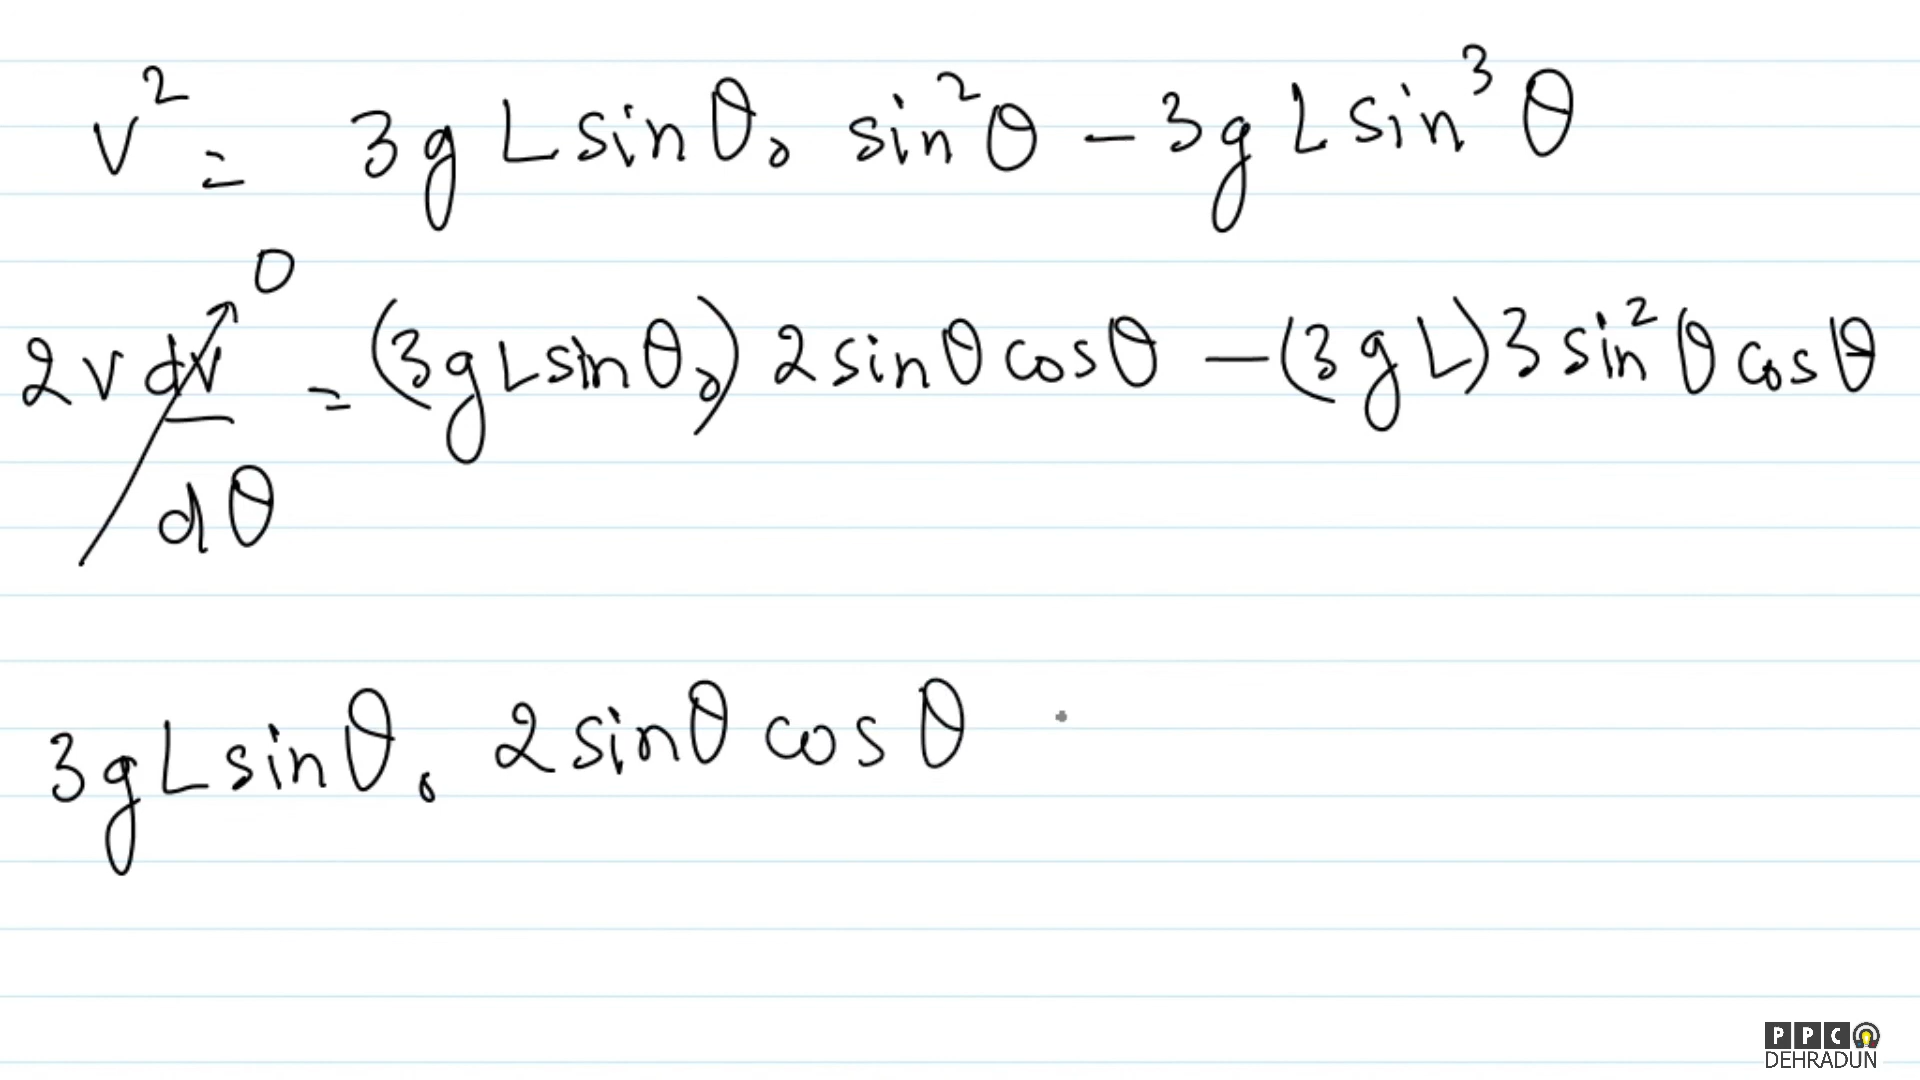 v² = 3gL sinθ₀ sin²θ − 3gL sin³θ
2v dv/dθ → 0 = (3gL sinθ₀) 2 sinθ cosθ − (3gL) 3 sin²θ cosθ
3gL sinθ₀ 2 sinθ cosθ
PPC
DEHRADUN